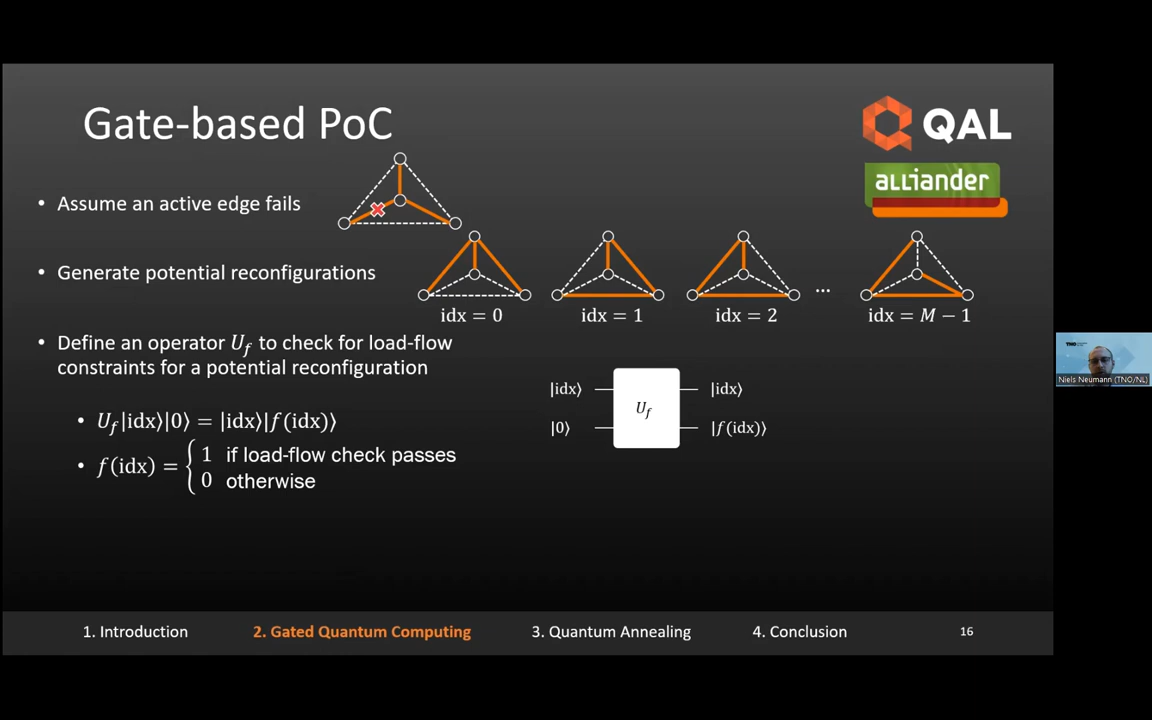 Gate-based PoC
QAL
alliander
• Assume an active edge fails
• Generate potential reconfigurations
idx = 0
idx = 1
idx = 2
...
idx = M − 1
• Define an operator U_f to check for load-flow
constraints for a potential reconfiguration
• U_f|idx⟩|0⟩ = |idx⟩|f(idx)⟩
• f(idx) = { 1 if load-flow check passes
0 otherwise
|idx⟩
|0⟩
U_f
|idx⟩
|f(idx)⟩
TNO
Niels Neumann (TNO/NL)
1. Introduction
2. Gated Quantum Computing
3. Quantum Annealing
4. Conclusion
16